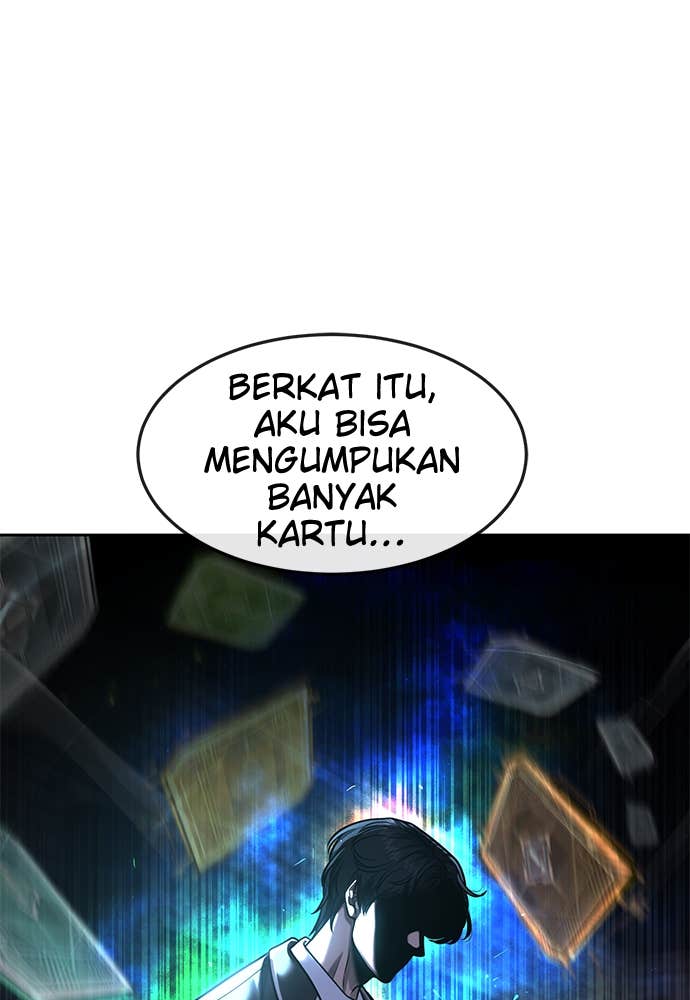 BERKAT ITU,
AKU BISA
MENGUMPUKAN
BANYAK
KARTU...